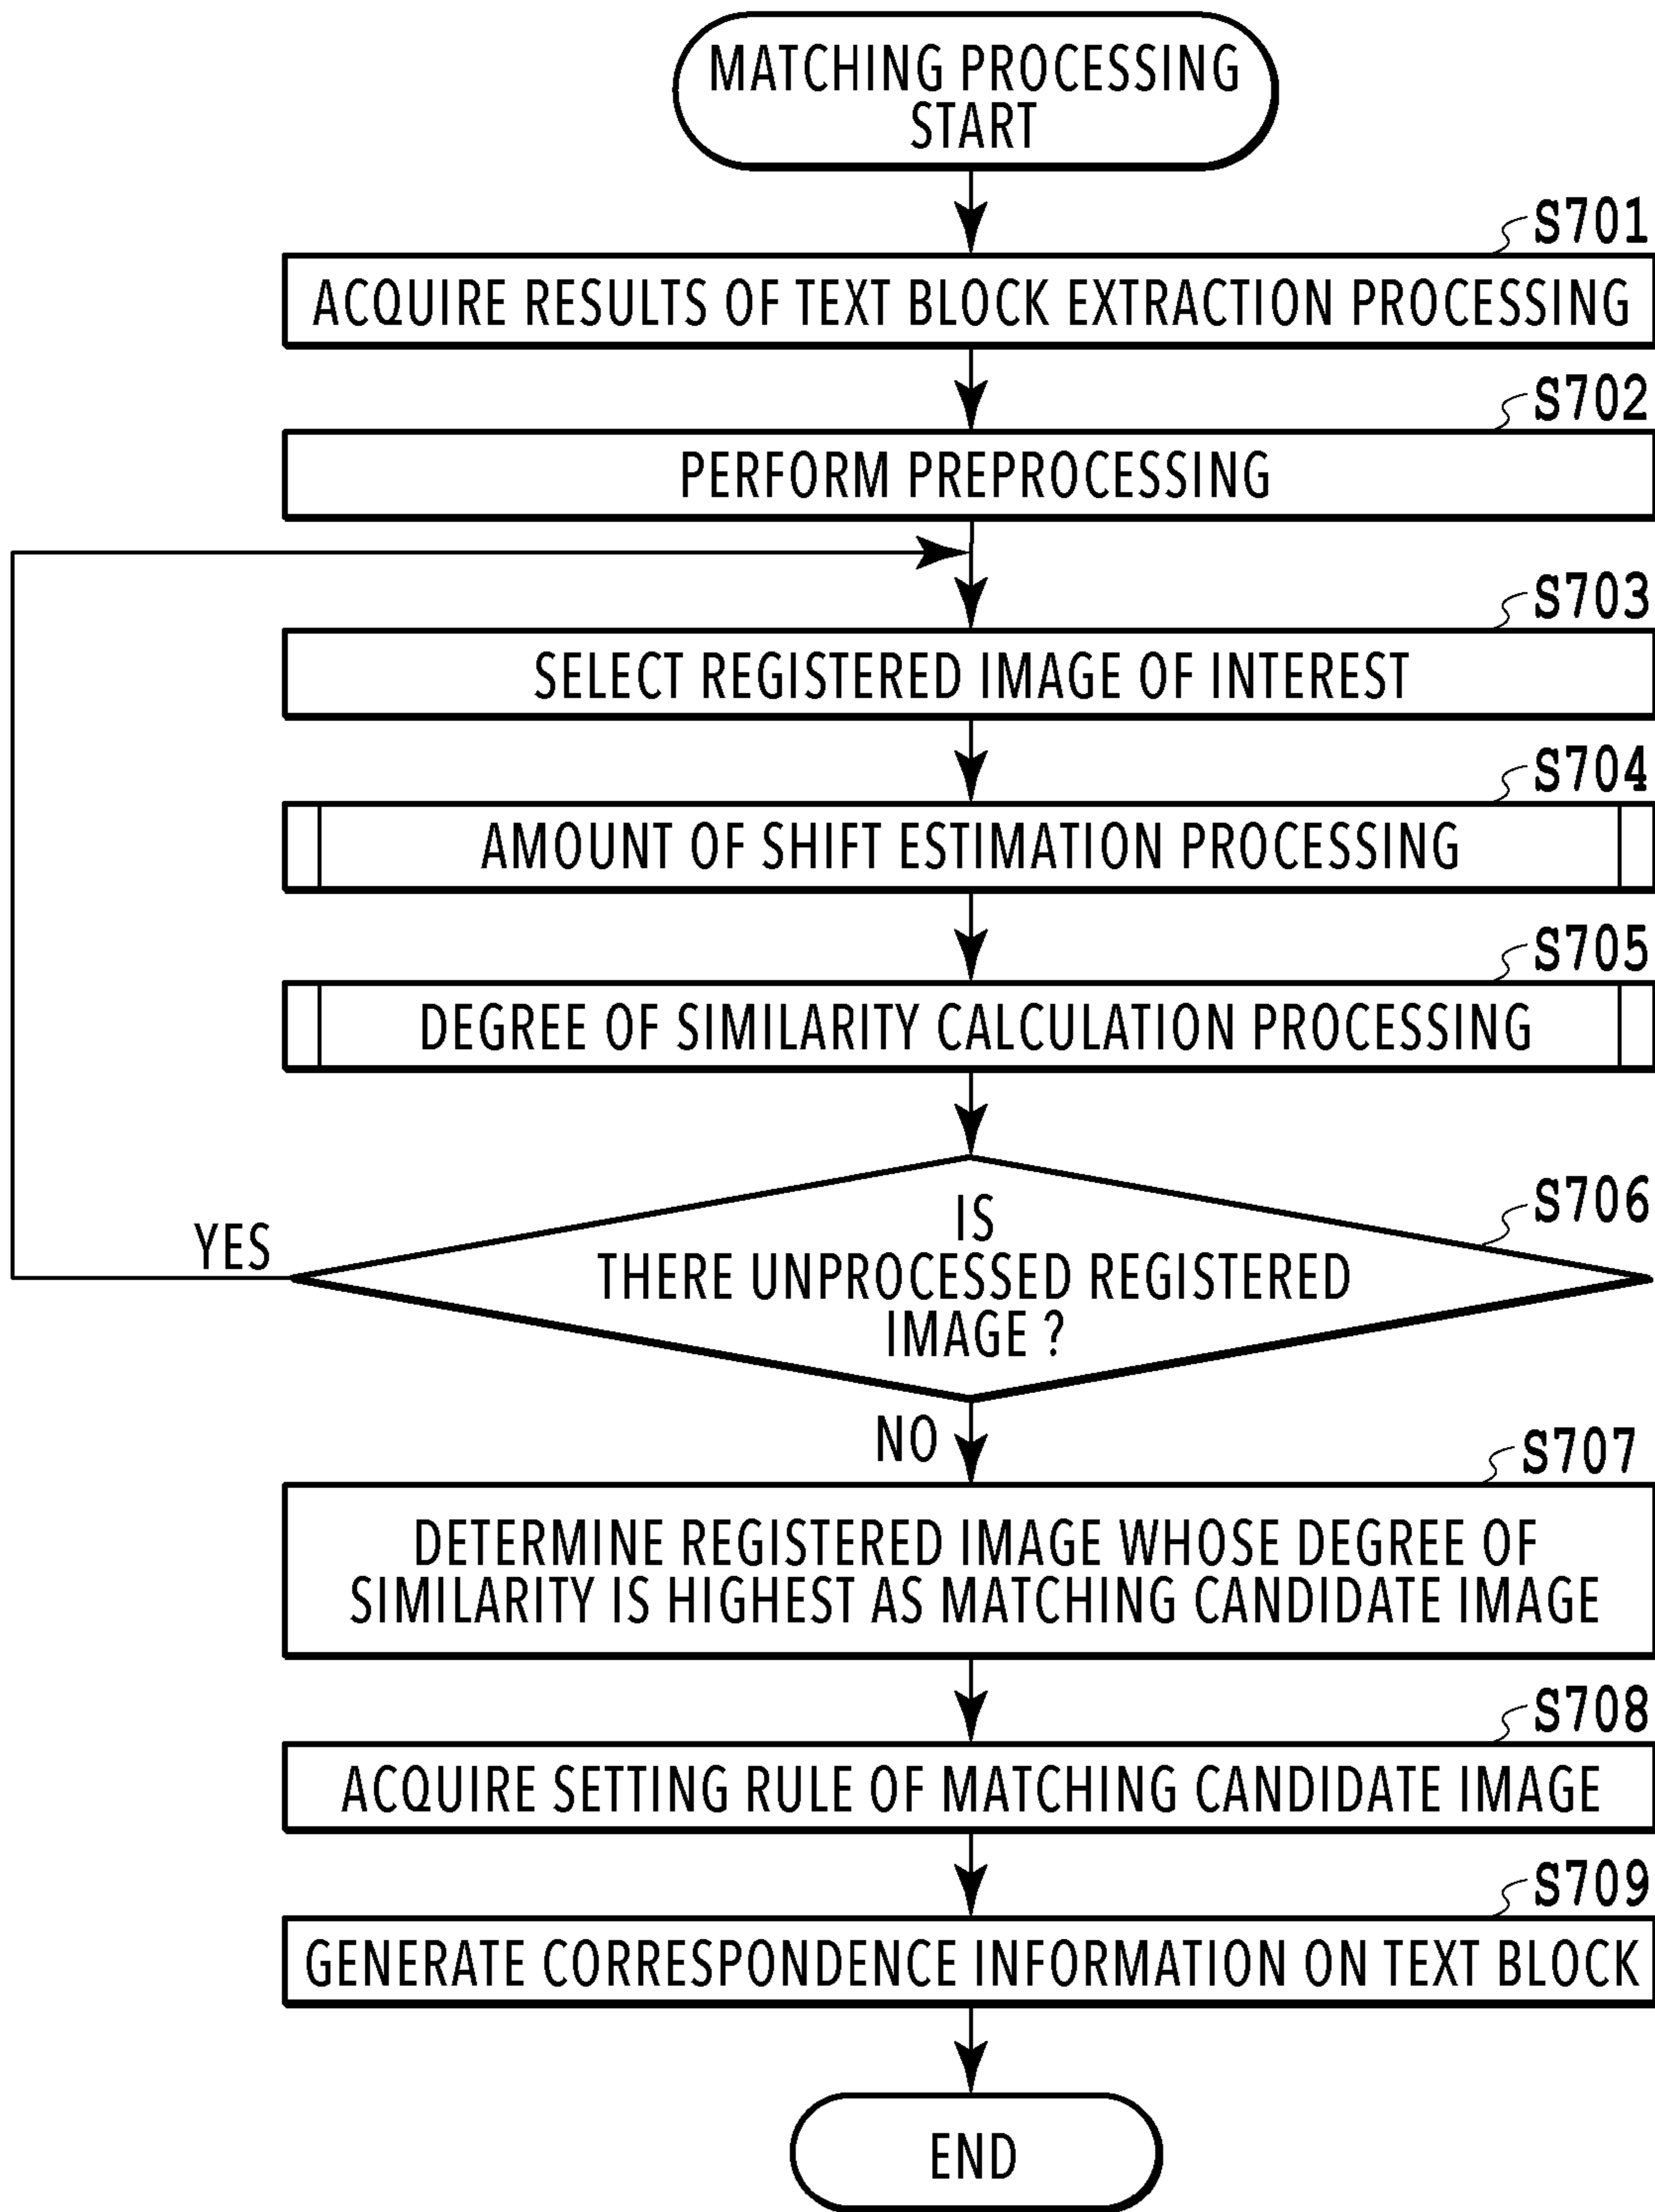 MATCHING PROCESSING
START
S701
ACQUIRE RESULTS OF TEXT BLOCK EXTRACTION PROCESSING
S702
PERFORM PREPROCESSING
S703
SELECT REGISTERED IMAGE OF INTEREST
S704
AMOUNT OF SHIFT ESTIMATION PROCESSING
S705
DEGREE OF SIMILARITY CALCULATION PROCESSING
S706
IS
THERE UNPROCESSED REGISTERED
IMAGE ?
YES
NO
S707
DETERMINE REGISTERED IMAGE WHOSE DEGREE OF
SIMILARITY IS HIGHEST AS MATCHING CANDIDATE IMAGE
S708
ACQUIRE SETTING RULE OF MATCHING CANDIDATE IMAGE
S709
GENERATE CORRESPONDENCE INFORMATION ON TEXT BLOCK
END